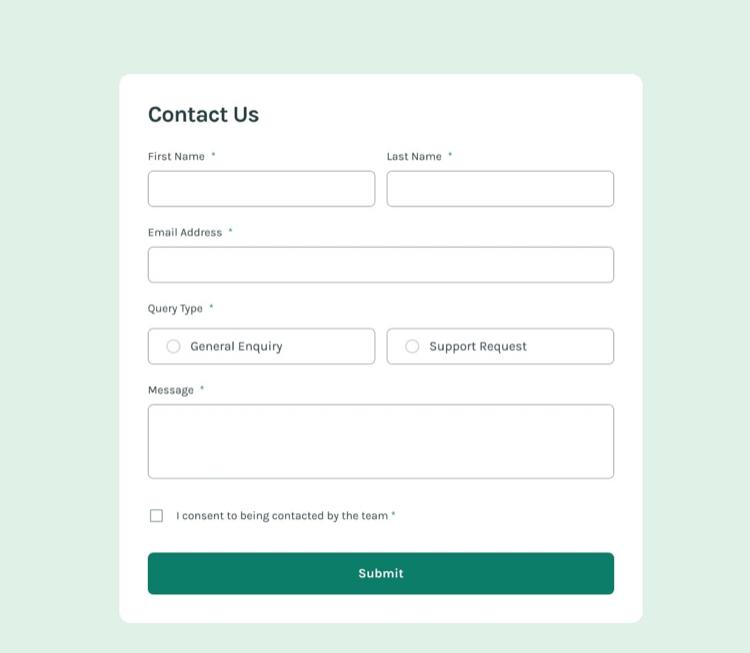 Contact Us
First Name * Last Name *
Email Address *
Query Type *
General Enquiry Support Request
Message *
I consent to being contacted by the team *
Submit